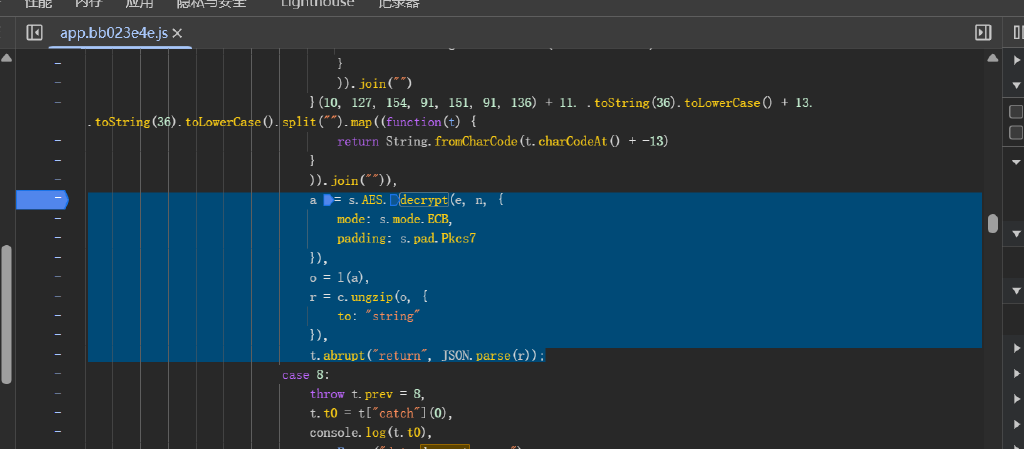 性能 内存 应用 隐私与安全 Lighthouse 记录器
app.bb023e4e.js ×
}
)).join("")
}(10, 127, 154, 91, 151, 91, 136) + 11. .toString(36).toLowerCase() + 13.
.toString(36).toLowerCase().split("").map((function(t) {
return String.fromCharCode(t.charCodeAt() + -13)
}
)).join("")),
a = s.AES.decrypt(e, n, {
mode: s.mode.ECB,
padding: s.pad.Pkcs7
}),
o = l(a),
r = c.ungzip(o, {
to: "string"
}),
t.abrupt("return", JSON.parse(r));
case 8:
throw t.prev = 8,
t.t0 = t["catch"](0),
console.log(t.t0),